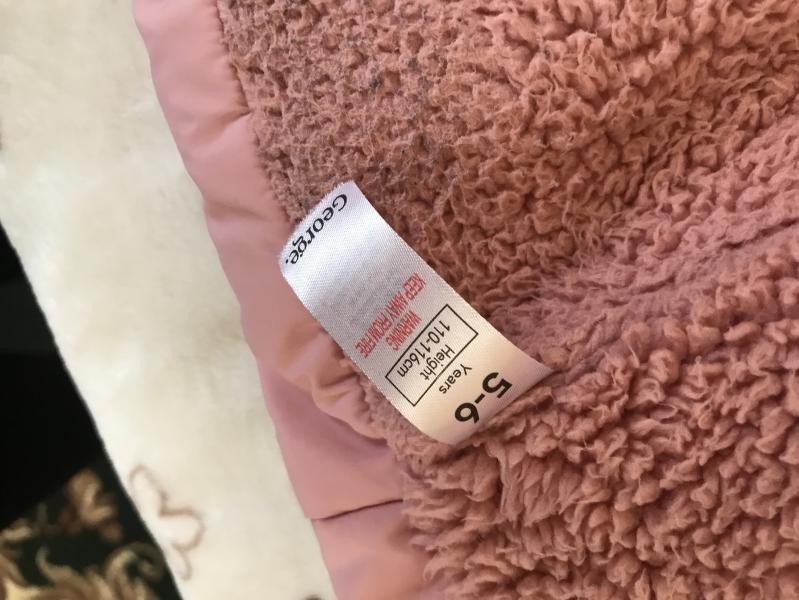 George.
WARNING
KEEP AWAY FROM FIRE
5-6
Years
Height
110-116cm